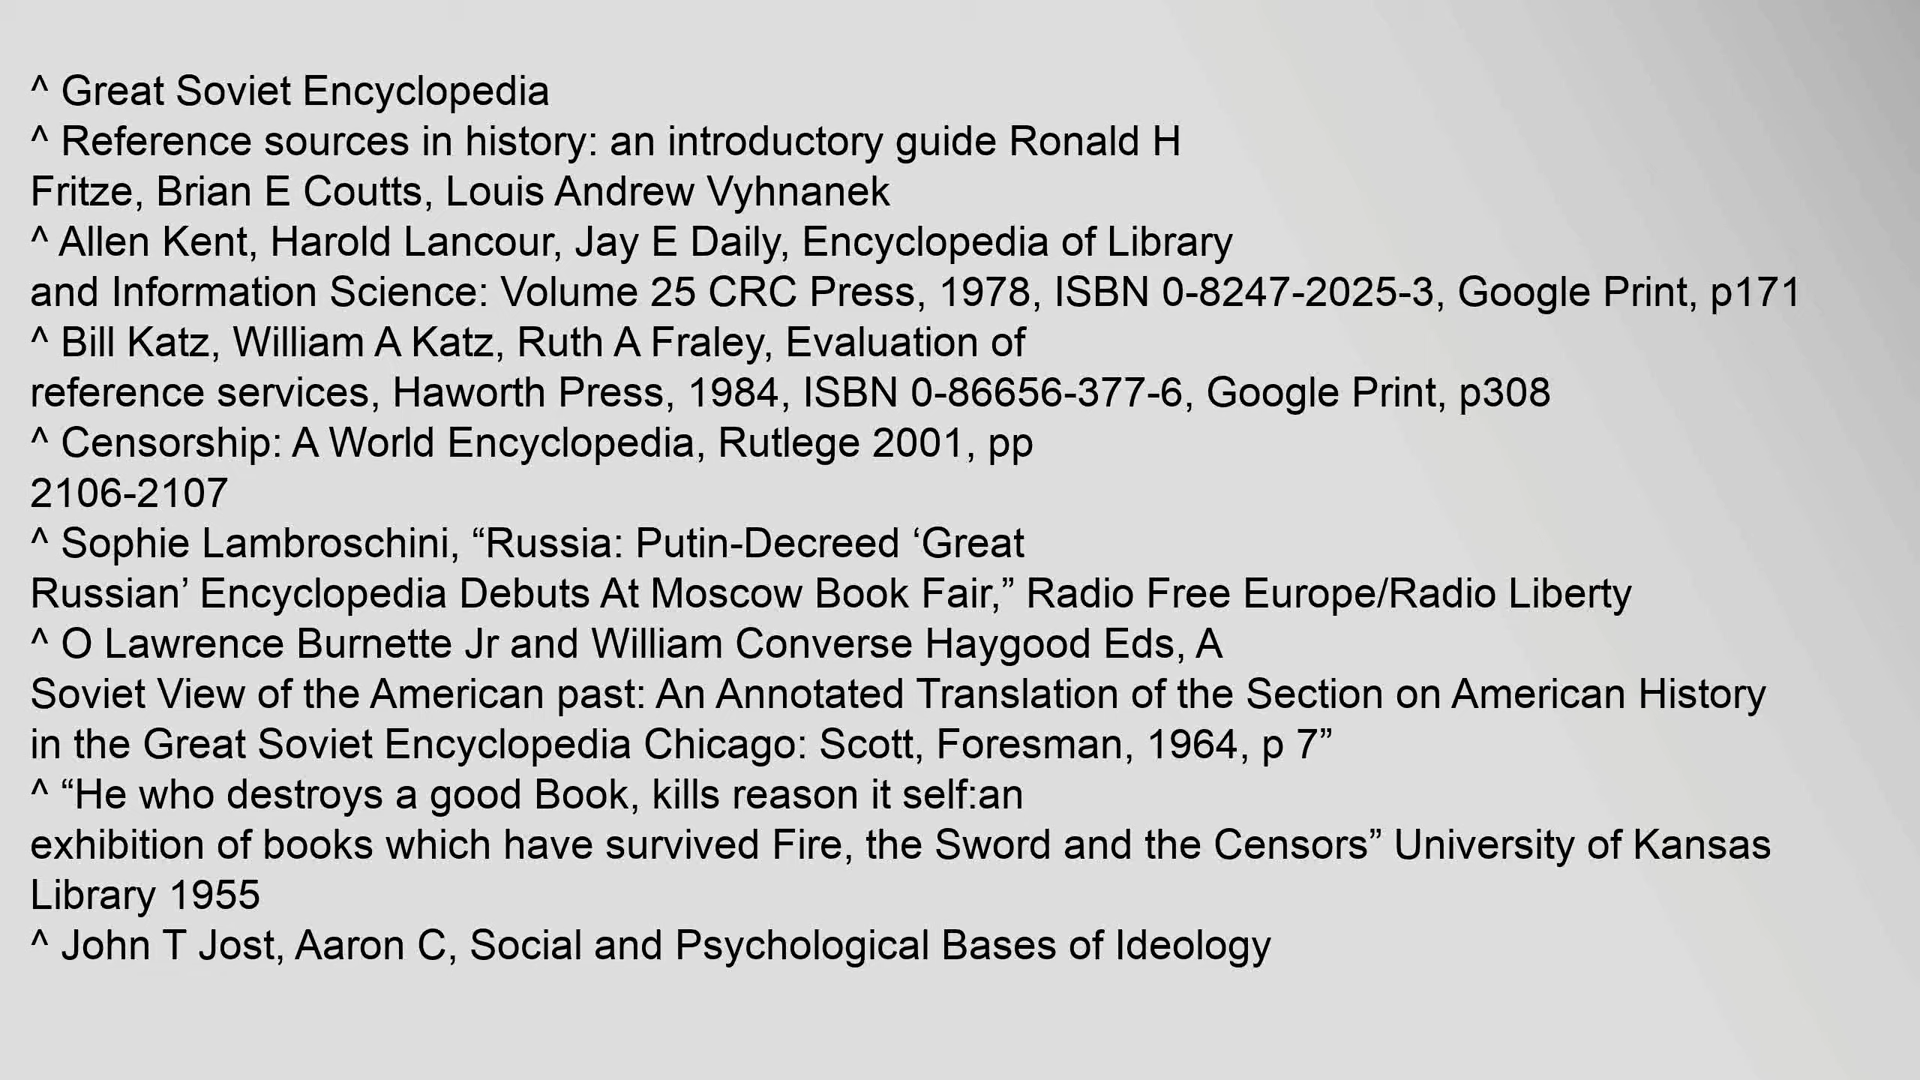 ^ Great Soviet Encyclopedia
^ Reference sources in history: an introductory guide Ronald H
Fritze, Brian E Coutts, Louis Andrew Vyhnanek
^ Allen Kent, Harold Lancour, Jay E Daily, Encyclopedia of Library
and Information Science: Volume 25 CRC Press, 1978, ISBN 0-8247-2025-3, Google Print, p171
^ Bill Katz, William A Katz, Ruth A Fraley, Evaluation of
reference services, Haworth Press, 1984, ISBN 0-86656-377-6, Google Print, p308
^ Censorship: A World Encyclopedia, Rutlege 2001, pp
2106-2107
^ Sophie Lambroschini, “Russia: Putin-Decreed ‘Great
Russian’ Encyclopedia Debuts At Moscow Book Fair,” Radio Free Europe/Radio Liberty
^ O Lawrence Burnette Jr and William Converse Haygood Eds, A
Soviet View of the American past: An Annotated Translation of the Section on American History
in the Great Soviet Encyclopedia Chicago: Scott, Foresman, 1964, p 7”
^ “He who destroys a good Book, kills reason it self:an
exhibition of books which have survived Fire, the Sword and the Censors” University of Kansas
Library 1955
^ John T Jost, Aaron C, Social and Psychological Bases of Ideology